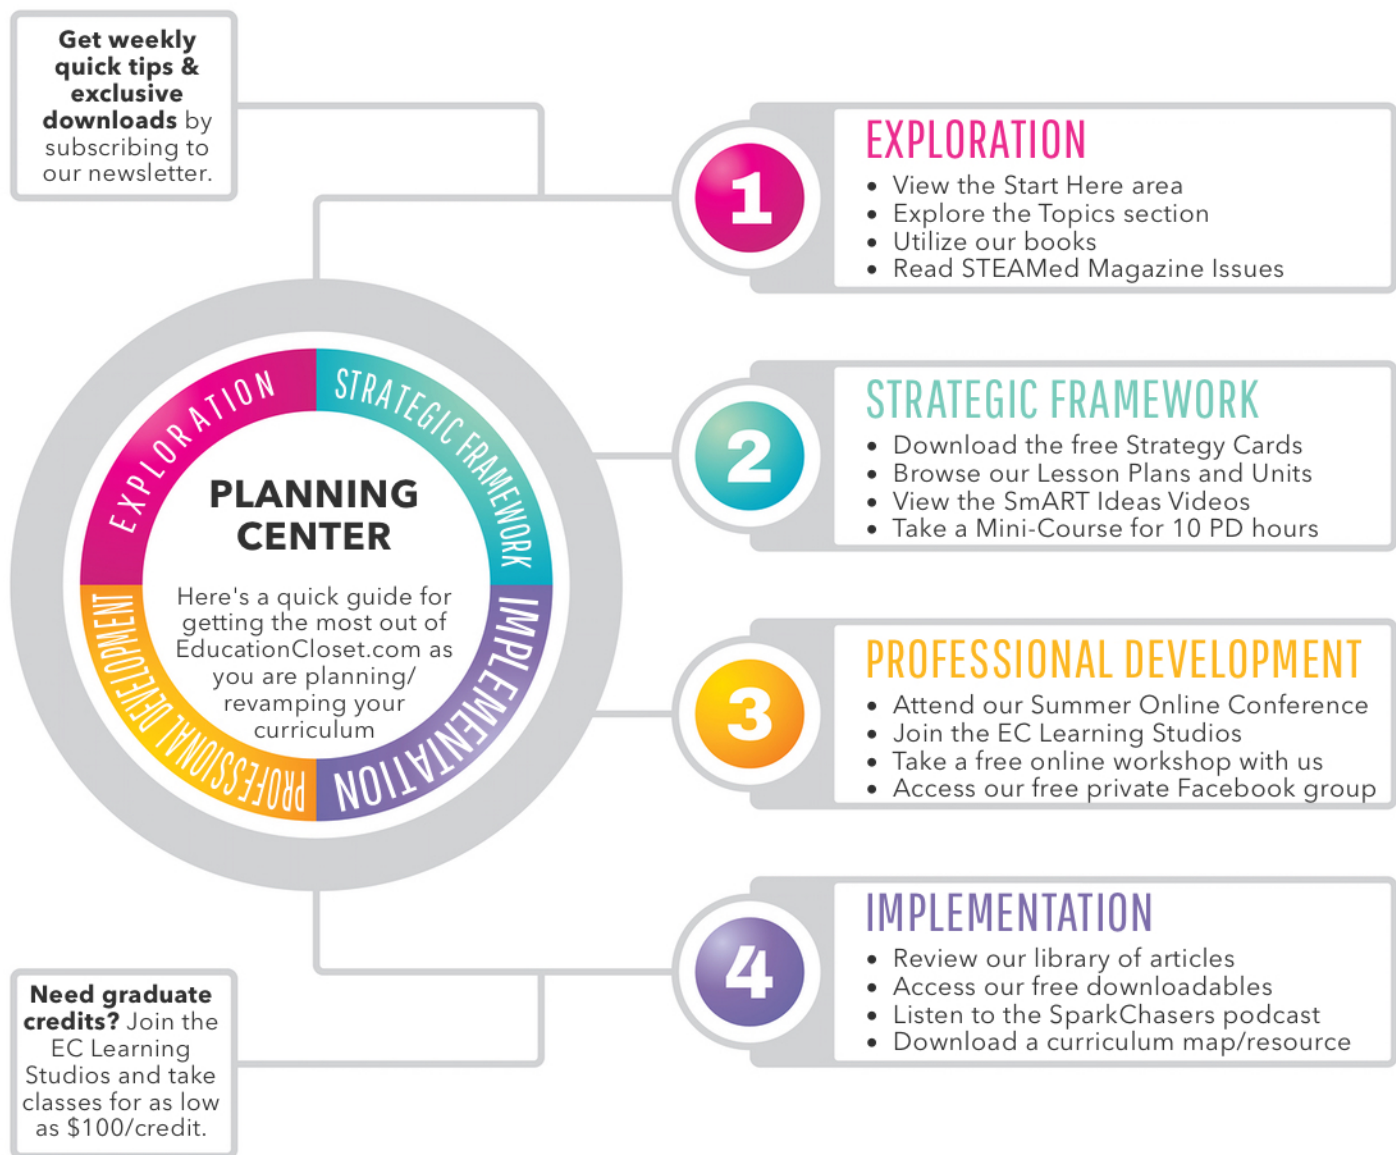 Get weekly
quick tips &
exclusive
downloads by
subscribing to
our newsletter.
1
EXPLORATION
• View the Start Here area
• Explore the Topics section
• Utilize our books
• Read STEAMed Magazine Issues
2
STRATEGIC FRAMEWORK
• Download the free Strategy Cards
• Browse our Lesson Plans and Units
• View the SmART Ideas Videos
• Take a Mini-Course for 10 PD hours
EXPLORATION
STRATEGIC FRAMEWORK
PROFESSIONAL DEVELOPMENT
IMPLEMENTATION
PLANNING
CENTER
Here's a quick guide for
getting the most out of
EducationCloset.com as
you are planning/
revamping your
curriculum
3
PROFESSIONAL DEVELOPMENT
• Attend our Summer Online Conference
• Join the EC Learning Studios
• Take a free online workshop with us
• Access our free private Facebook group
4
IMPLEMENTATION
• Review our library of articles
• Access our free downloadables
• Listen to the SparkChasers podcast
• Download a curriculum map/resource
Need graduate
credits? Join the
EC Learning
Studios and take
classes for as low
as $100/credit.